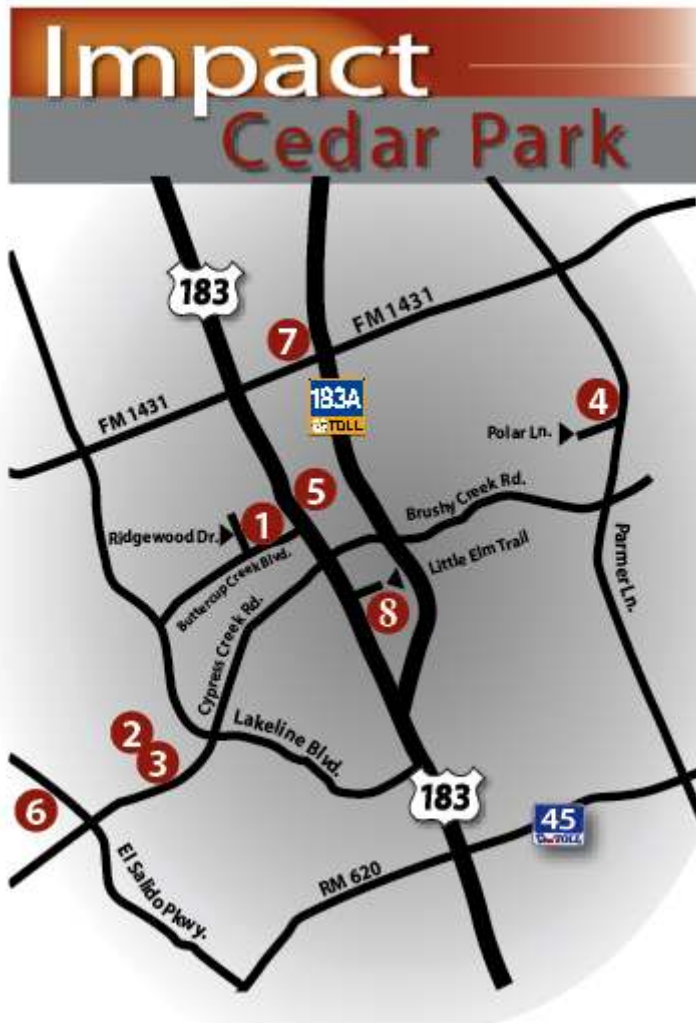 Impact
Cedar Park
183
FM 1431
7
183A
TOLL
4
FM 1431
Polar Ln.
5
Brushy Creek Rd.
1
Ridgewood Dr.
Buttercup Creek Blvd.
Little Elm Trail
Parmer Ln.
8
Cypress Creek Rd.
Lakeline Blvd.
2
3
183
6
45
TOLL
El Salido Pkwy.
RM 620